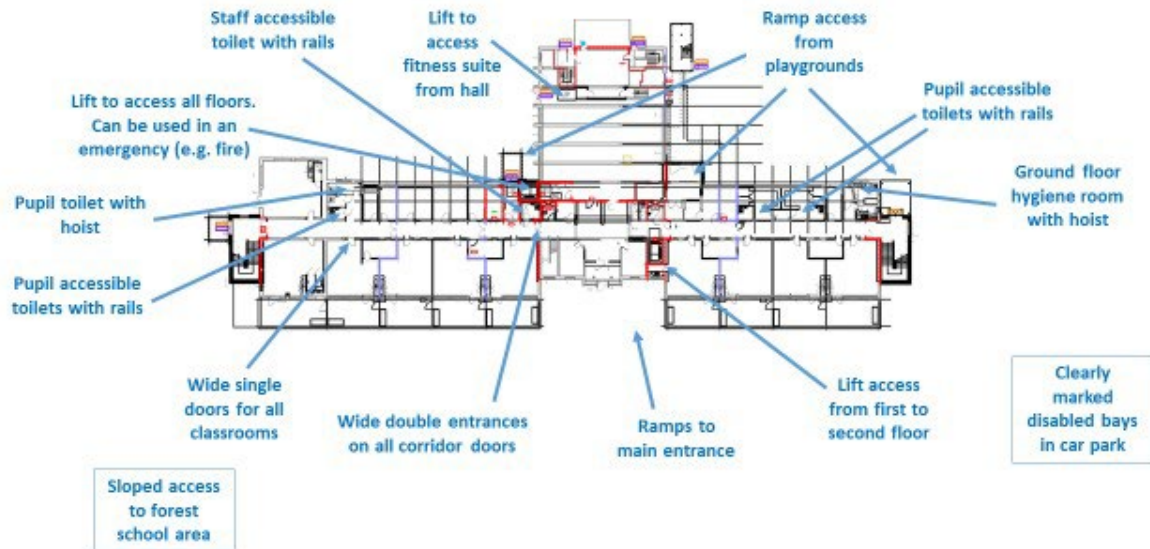 Staff accessible
toilet with rails
Lift to
access
fitness suite
from hall
Ramp access
from
playgrounds
Lift to access all floors.
Can be used in an
emergency (e.g. fire)
Pupil accessible
toilets with rails
Pupil toilet with
hoist
Ground floor
hygiene room
with hoist
Pupil accessible
toilets with rails
Wide single
doors for all
classrooms
Wide double entrances
on all corridor doors
Ramps to
main entrance
Lift access
from first to
second floor
Clearly
marked
disabled bays
in car park
Sloped access
to forest
school area